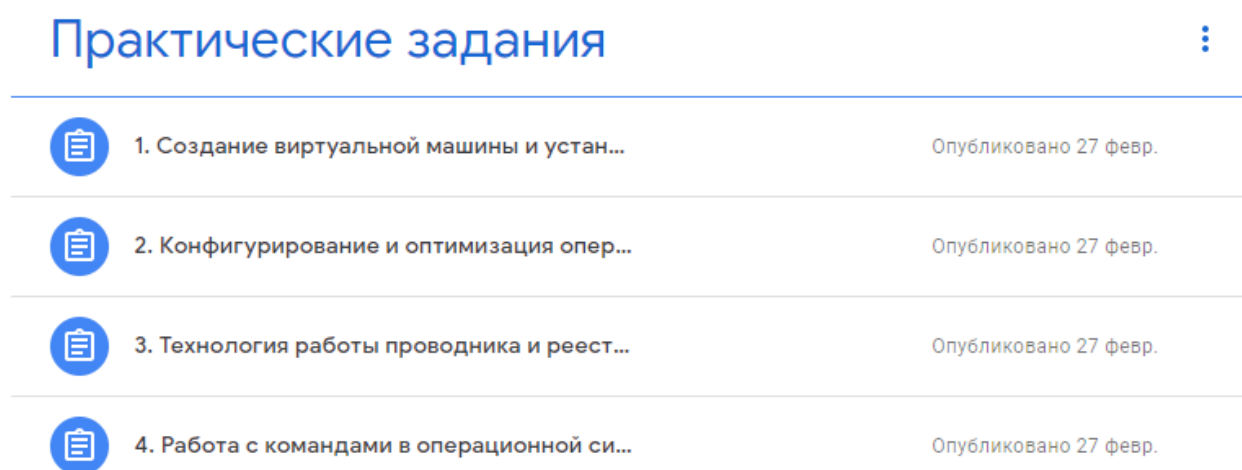 Практические задания
1. Создание виртуальной машины и устан... Опубликовано 27 февр.
2. Конфигурирование и оптимизация опер... Опубликовано 27 февр.
3. Технология работы проводника и реест... Опубликовано 27 февр.
4. Работа с командами в операционной си... Опубликовано 27 февр.